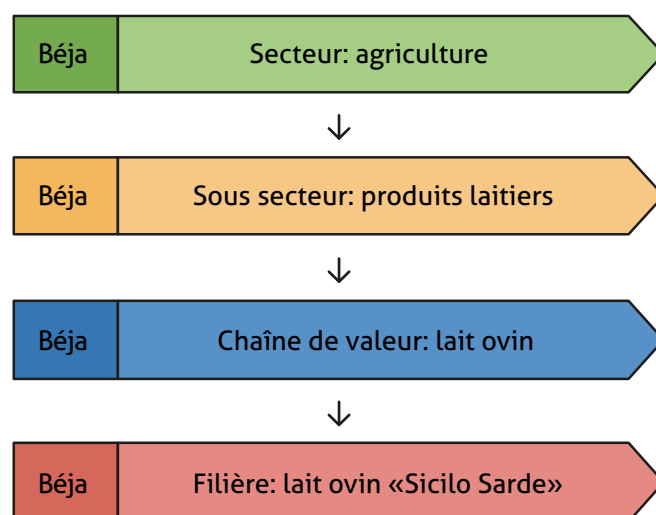 Béja Secteur: agriculture
Béja Sous secteur: produits laitiers
Béja Chaîne de valeur: lait ovin
Béja Filière: lait ovin «Sicilo Sarde»